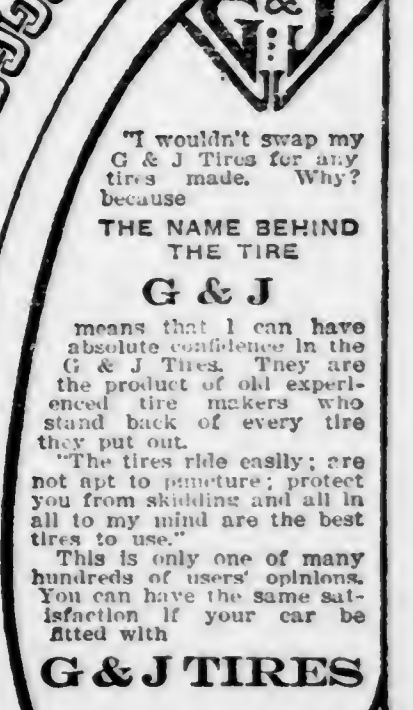 G & J
"I wouldn't swap my
G & J Tires for any
tires made. Why?
because
THE NAME BEHIND
THE TIRE
G & J
means that I can have
absolute confidence in the
G & J Tires. Tney are
the product of old experi-
enced tire makers who
stand back of every tire
they put out.
"The tires ride easily; are
not apt to puncture; protect
you from skidding and all in
all to my mind are the best
tires to use."
This is only one of many
hundreds of users' opinions.
You can have the same sat-
isfaction if your car be
fitted with
G & J TIRES